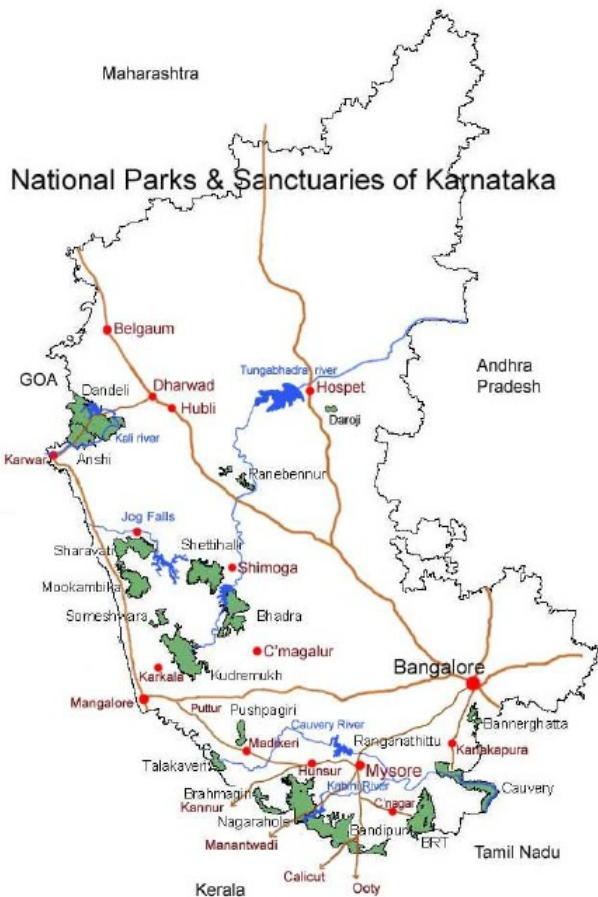 Maharashtra
National Parks & Sanctuaries of Karnataka
Belgaum
GOA
Dandeli
Dharwad
Hubli
Tungabhadra river
Hospet
Andhra
Pradesh
Daroji
Kali river
Karwar
Anshi
Ranebennur
Jog Falls
Sharavati
Shettihalli
Shimoga
Mookambika
Someshwara
Bhadra
C'magalur
Karkala
Kudremukh
Bangalore
Mangalore
Puttur
Pushpagiri
Cauvery River
Ranganathittu
Bannerghatta
Madikeri
Kanakapura
Talakaveri
Hunsur
Mysore
Cauvery
Brahmagiri
Kabini River
Kannur
C'nagar
Nagarahole
Bandipur
Manantwadi
BRT
Tamil Nadu
Calicut
Kerala
Ooty